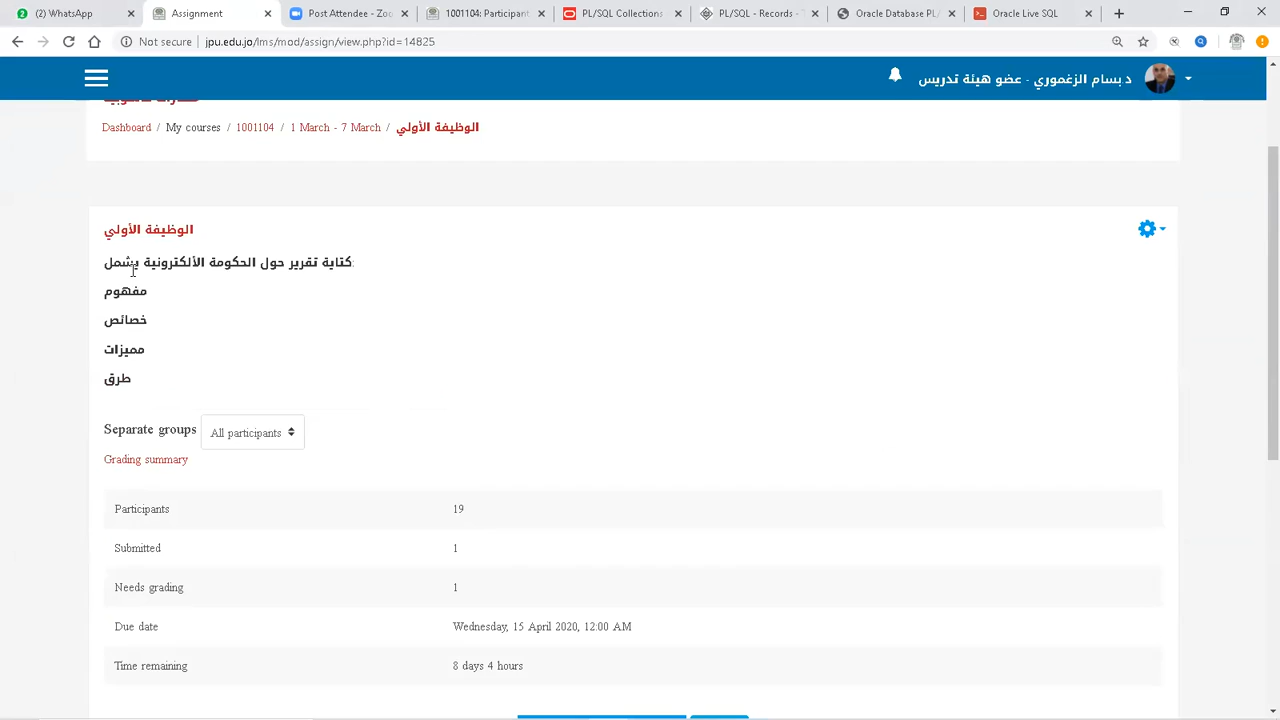 (2) WhatsApp
Assignment
Post Attendee - Zoo
1001104: Participant
PL/SQL Collections
PL/SQL - Records - T
Oracle Database PL/
Oracle Live SQL
Not secure | jpu.edu.jo/lms/mod/assign/view.php?id=14825
د بسام الزغموري - عضو هيئة تدريس
Dashboard / My courses / 1001104 / 1 March - 7 March / الوظيفة الأولي
الوظيفة الأولي
كتابة تقرير حول الحكومة الألكترونية يشمل:
مفهوم
خصائص
مميزات
طرق
Separate groups All participants
Grading summary
Participants 19
Submitted 1
Needs grading 1
Due date Wednesday, 15 April 2020, 12:00 AM
Time remaining 8 days 4 hours